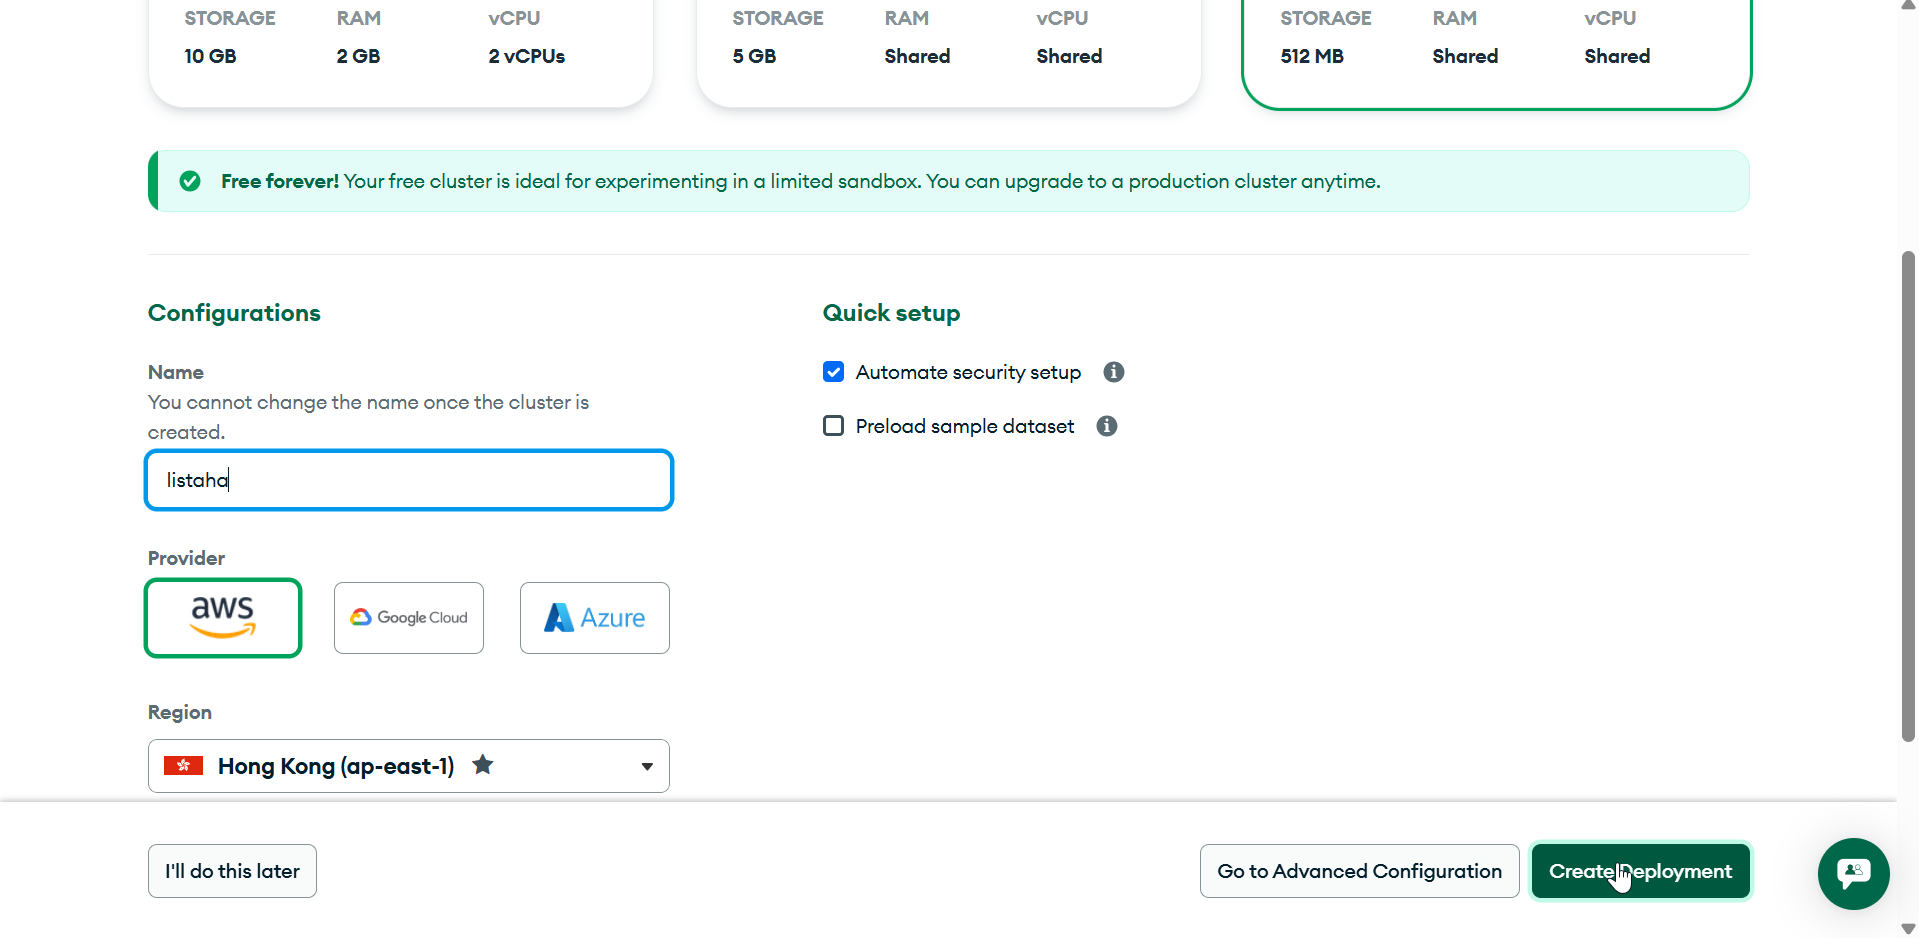 STORAGE RAM vCPU
10 GB 2 GB 2 vCPUs
STORAGE RAM vCPU
5 GB Shared Shared
STORAGE RAM vCPU
512 MB Shared Shared
Free forever! Your free cluster is ideal for experimenting in a limited sandbox. You can upgrade to a production cluster anytime.
Configurations
Name
You cannot change the name once the cluster is
created.
listaha
Provider
aws
Google Cloud
Azure
Region
Hong Kong (ap-east-1)
Quick setup
Automate security setup
Preload sample dataset
I'll do this later
Go to Advanced Configuration
Create Deployment